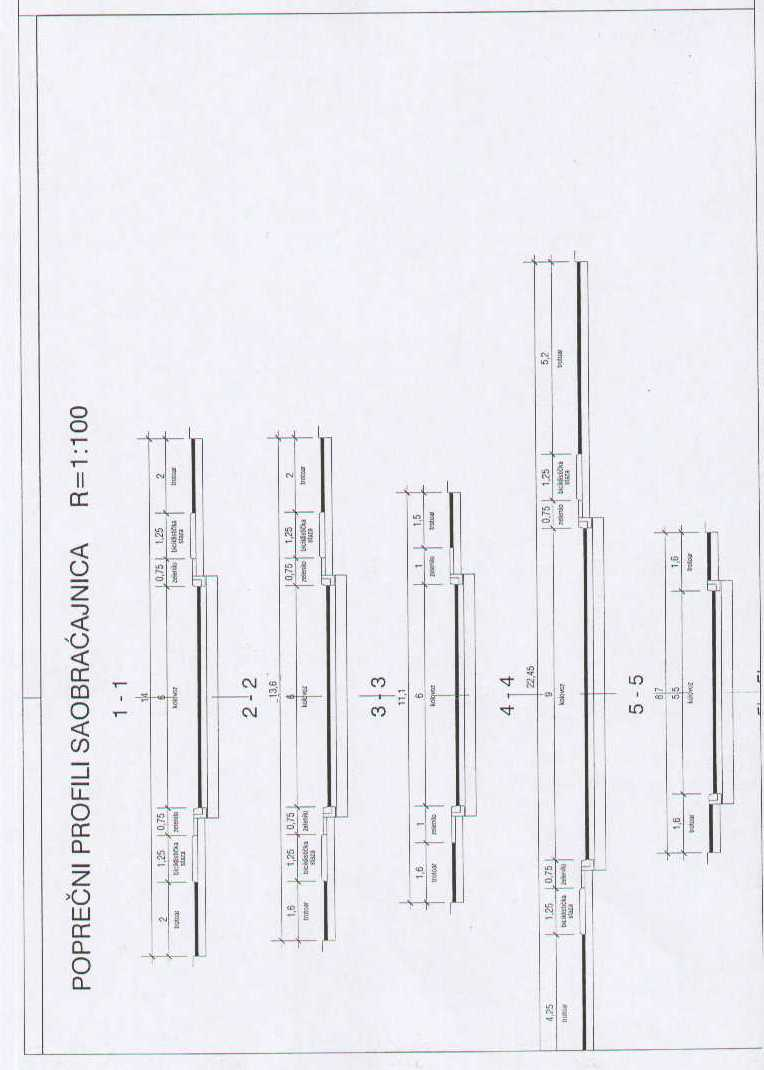 POPREČNI PROFILI SAOBRAĆAJNICA R=1:100
1 - 1
14
2 1,25 0,75 6 0,75 1,25 2
trotoar biciklistička zelenilo kolovoz zelenilo biciklistička trotoar
staza staza
2 - 2
13,6
1,6 1,25 0,75 6 0,75 1,25 2
trotoar biciklistička zelenilo kolovoz zelenilo biciklistička trotoar
staza staza
3 - 3
11,1
1,6 1 6 1 1,5
trotoar zelenilo kolovoz zelenilo trotoar
4 - 4
22,45
4,25 1,25 0,75 9 0,75 1,25 5,2
trotoar biciklistička zelenilo kolovoz zelenilo biciklistička trotoar
staza staza
5 - 5
8,7
1,6 5,5 1,6
trotoar kolovoz trotoar